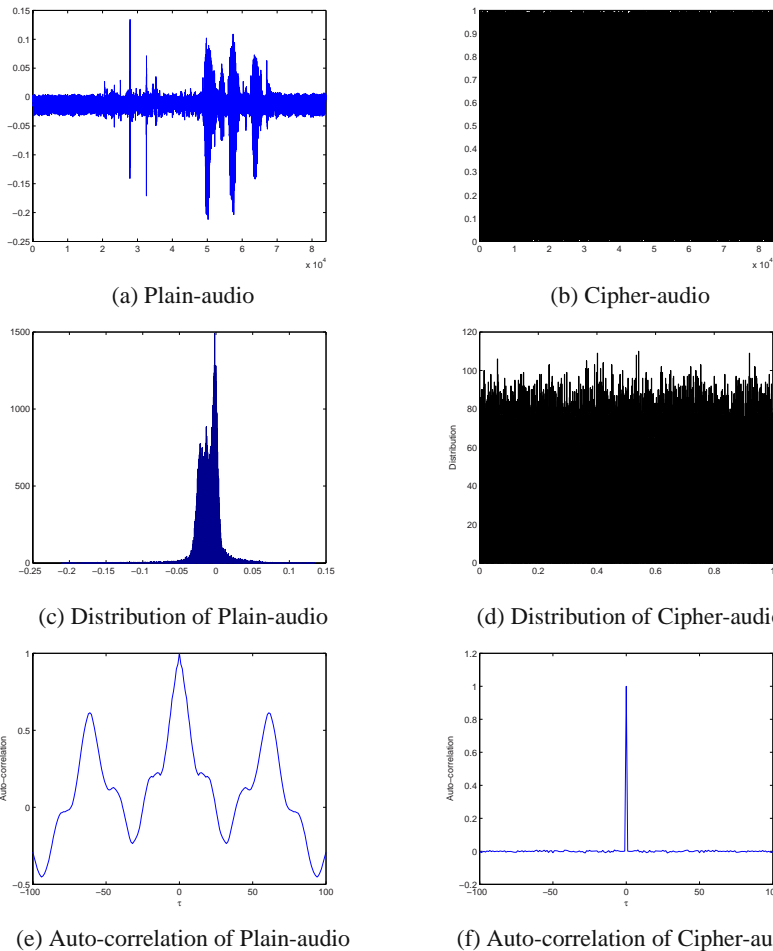 0.15
0.1
0.05
0
−0.05
−0.1
−0.15
−0.2
−0.25
0 1 2 3 4 5 6 7 8
x 10^4
(a) Plain-audio
1
0.9
0.8
0.7
0.6
0.5
0.4
0.3
0.2
0.1
0
0 1 2 3 4 5 6 7 8
x 10^4
(b) Cipher-audio
1500
1000
500
0
−0.25 −0.2 −0.15 −0.1 −0.05 0 0.05 0.1 0.15
(c) Distribution of Plain-audio
120
100
80
60
40
20
0
Distribution
0 0.2 0.4 0.6 0.8 1
(d) Distribution of Cipher-audio
1
0.5
0
−0.5
Auto−correlation
−100 −50 0 50 100
τ
(e) Auto-correlation of Plain-audio
1.2
1
0.8
0.6
0.4
0.2
0
−0.2
Auto−correlation
−100 −50 0 50 100
τ
(f) Auto-correlation of Cipher-au